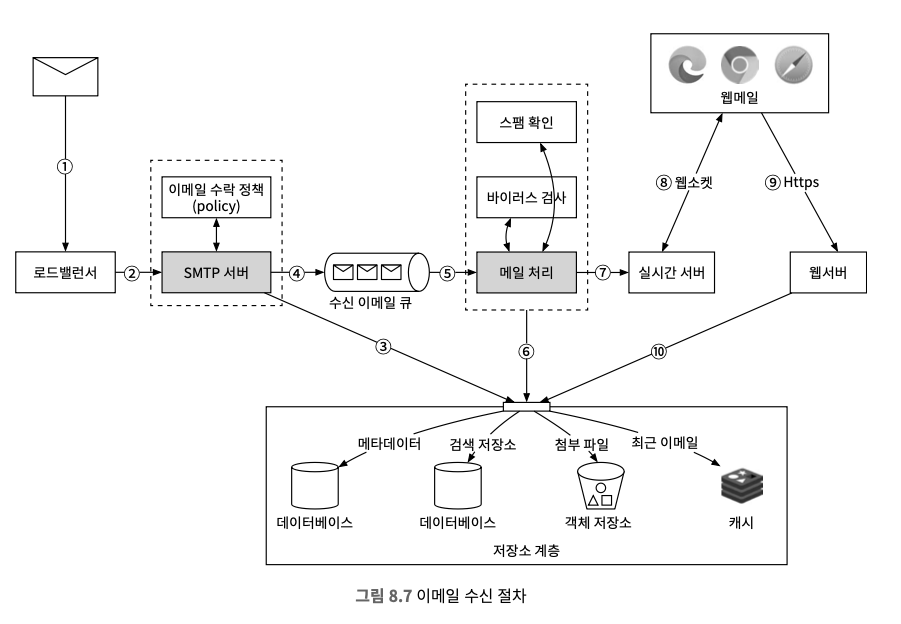 웹메일
스팸 확인
①
⑧ 웹소켓
⑨ Https
이메일 수락 정책
(policy)
바이러스 검사
로드밸런서
②
SMTP 서버
④
수신 이메일 큐
⑤
메일 처리
⑦
실시간 서버
웹서버
③
⑥
⑩
메타데이터
검색 저장소
첨부 파일
최근 이메일
데이터베이스
데이터베이스
객체 저장소
캐시
저장소 계층
그림 8.7 이메일 수신 절차